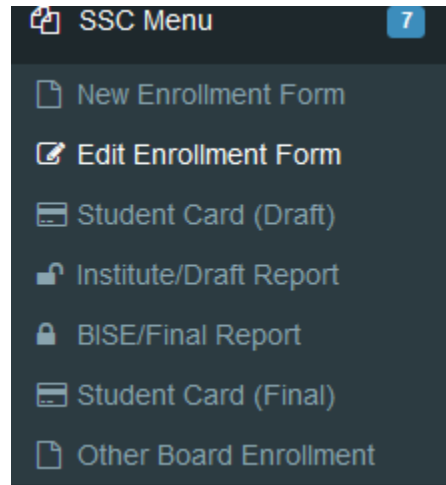 SSC Menu 7
New Enrollment Form
Edit Enrollment Form
Student Card (Draft)
Institute/Draft Report
BISE/Final Report
Student Card (Final)
Other Board Enrollment